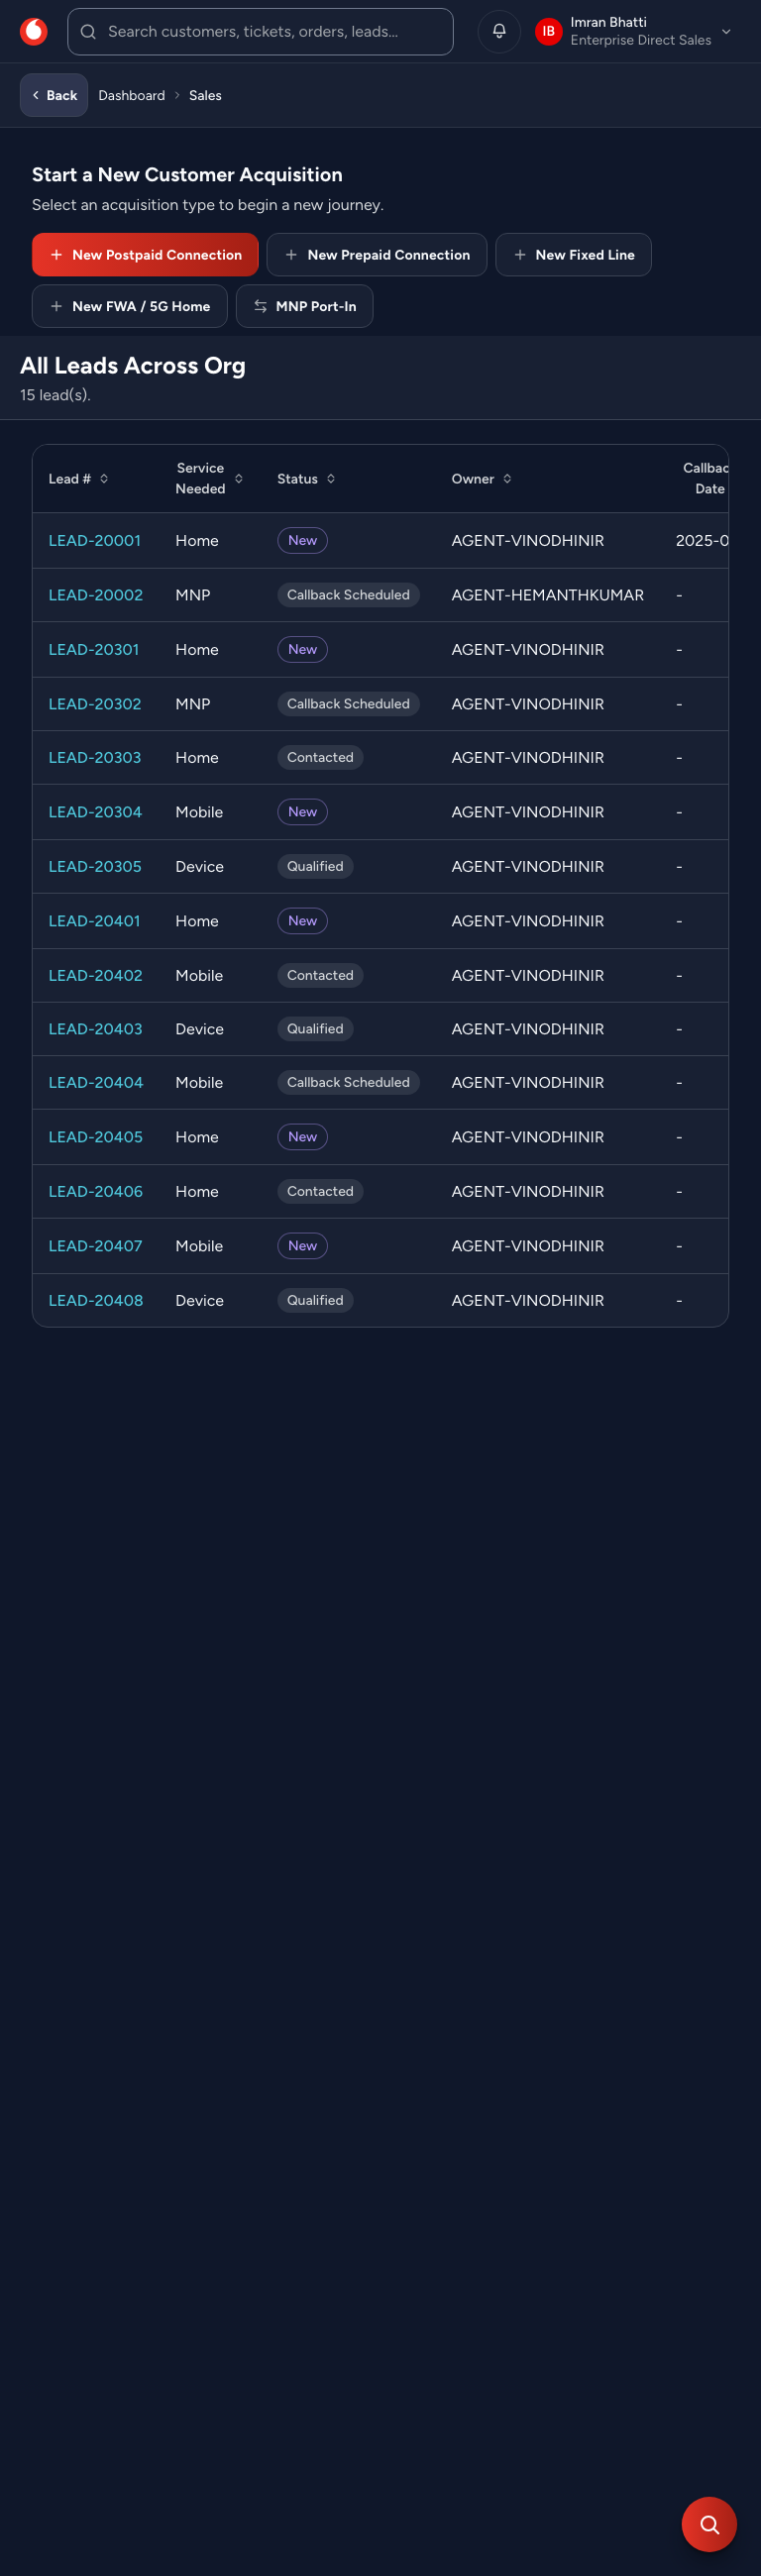 Search customers, tickets, orders, leads...
IB
Imran Bhatti
Enterprise Direct Sales
Back
Dashboard
Sales
Start a New Customer Acquisition
Select an acquisition type to begin a new journey.
New Postpaid Connection
New Prepaid Connection
New Fixed Line
New FWA / 5G Home
MNP Port-In
All Leads Across Org
15 lead(s).
Lead # Service Needed Status Owner Callbac Date
LEAD-20001 Home New AGENT-VINODHINIR 2025-0
LEAD-20002 MNP Callback Scheduled AGENT-HEMANTHKUMAR -
LEAD-20301 Home New AGENT-VINODHINIR -
LEAD-20302 MNP Callback Scheduled AGENT-VINODHINIR -
LEAD-20303 Home Contacted AGENT-VINODHINIR -
LEAD-20304 Mobile New AGENT-VINODHINIR -
LEAD-20305 Device Qualified AGENT-VINODHINIR -
LEAD-20401 Home New AGENT-VINODHINIR -
LEAD-20402 Mobile Contacted AGENT-VINODHINIR -
LEAD-20403 Device Qualified AGENT-VINODHINIR -
LEAD-20404 Mobile Callback Scheduled AGENT-VINODHINIR -
LEAD-20405 Home New AGENT-VINODHINIR -
LEAD-20406 Home Contacted AGENT-VINODHINIR -
LEAD-20407 Mobile New AGENT-VINODHINIR -
LEAD-20408 Device Qualified AGENT-VINODHINIR -